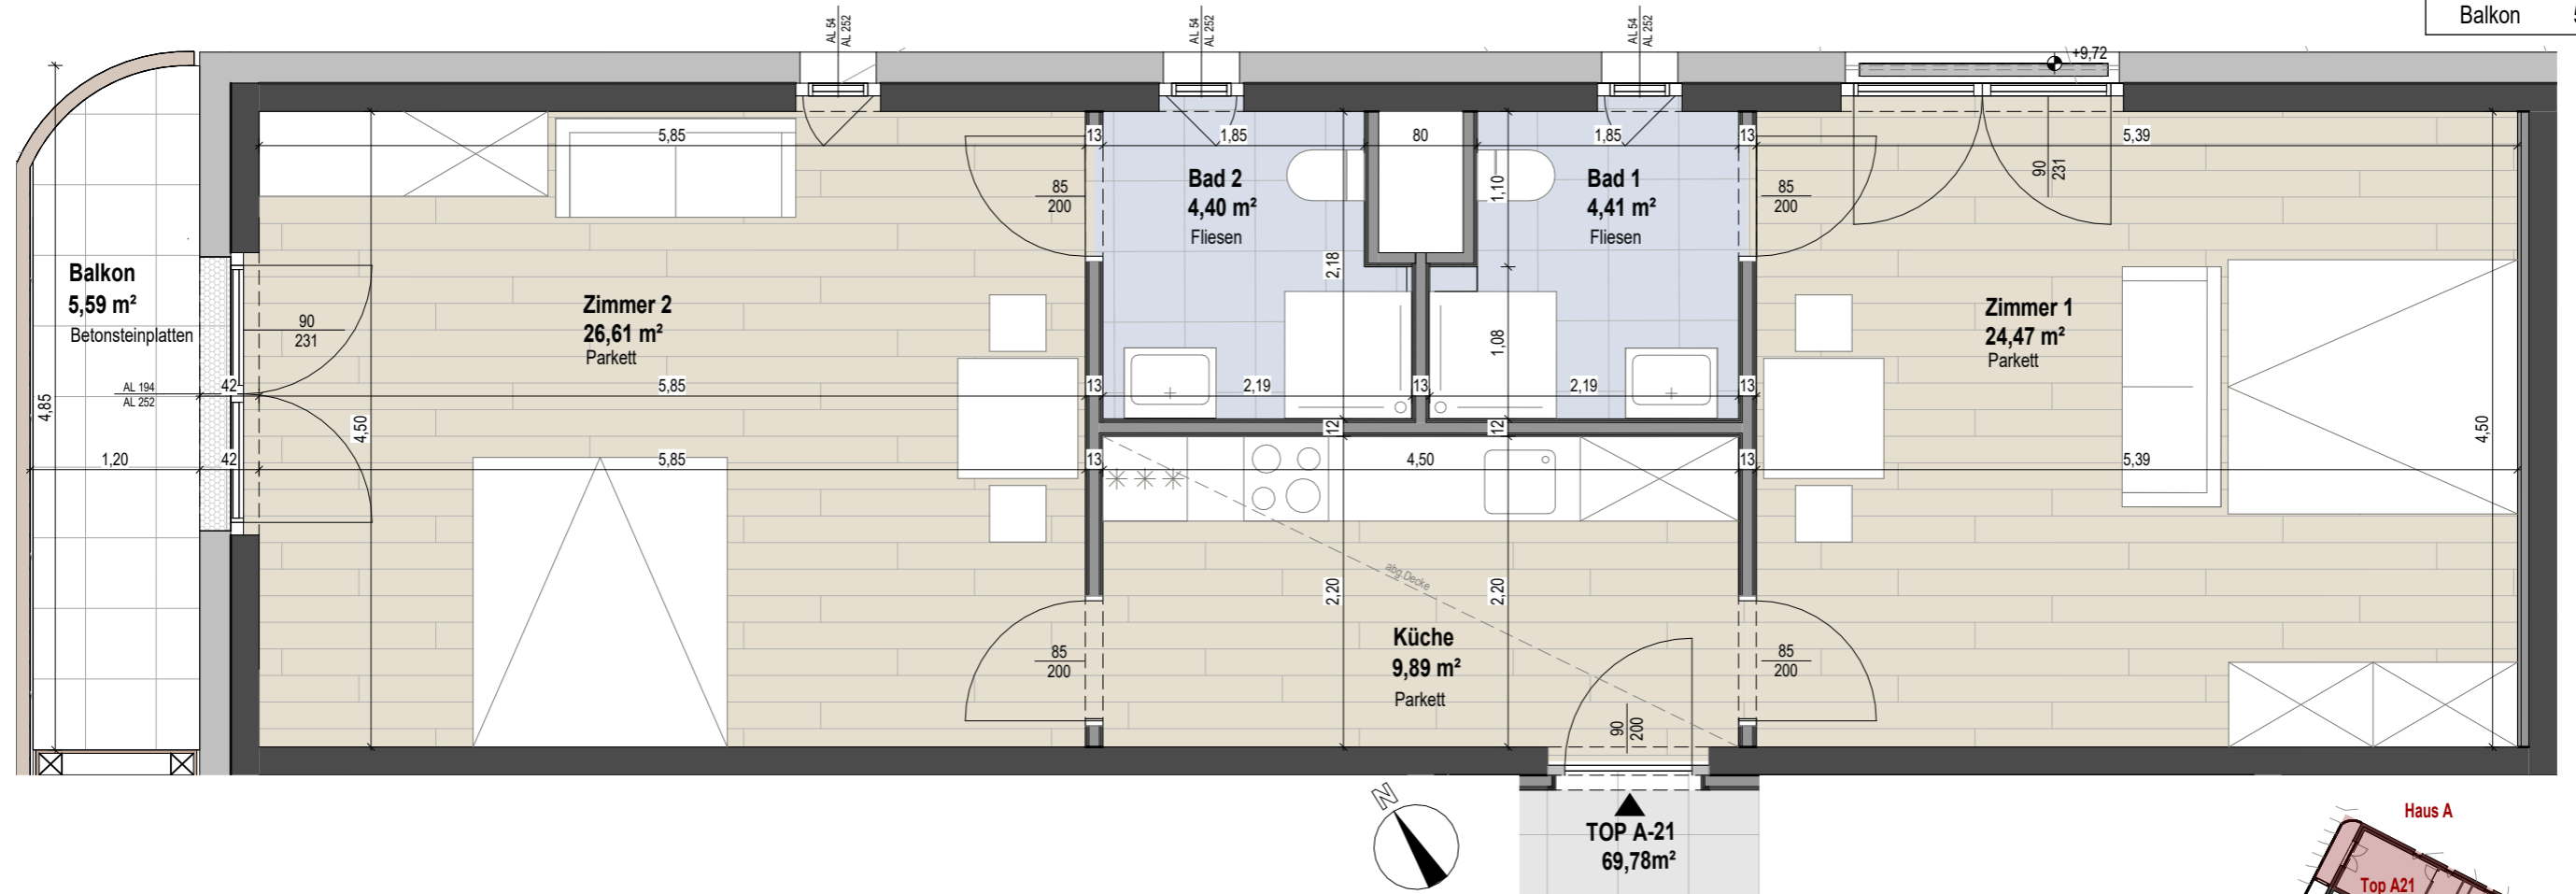 Balkon 5
AL 54
AL 252
AL 54
AL 252
AL 54
AL 252
+9,72
5,85
13
1,85
80
1,85
13
5,39
85
200
Bad 2
4,40 m²
Fliesen
1,10
Bad 1
4,41 m²
Fliesen
85
200
90
231
Balkon
5,59 m²
Betonsteinplatten
90
231
Zimmer 2
26,61 m²
Parkett
2,18
1,08
Zimmer 1
24,47 m²
Parkett
AL 194
AL 252
42
5,85
13
2,19
13
2,19
13
4,85
4,50
12
12
4,50
1,20
42
5,85
13
4,50
13
5,39
abg.Decke
2,20
2,20
Küche
9,89 m²
Parkett
85
200
85
200
90
200
N
TOP A-21
69,78m²
Haus A
Top A21